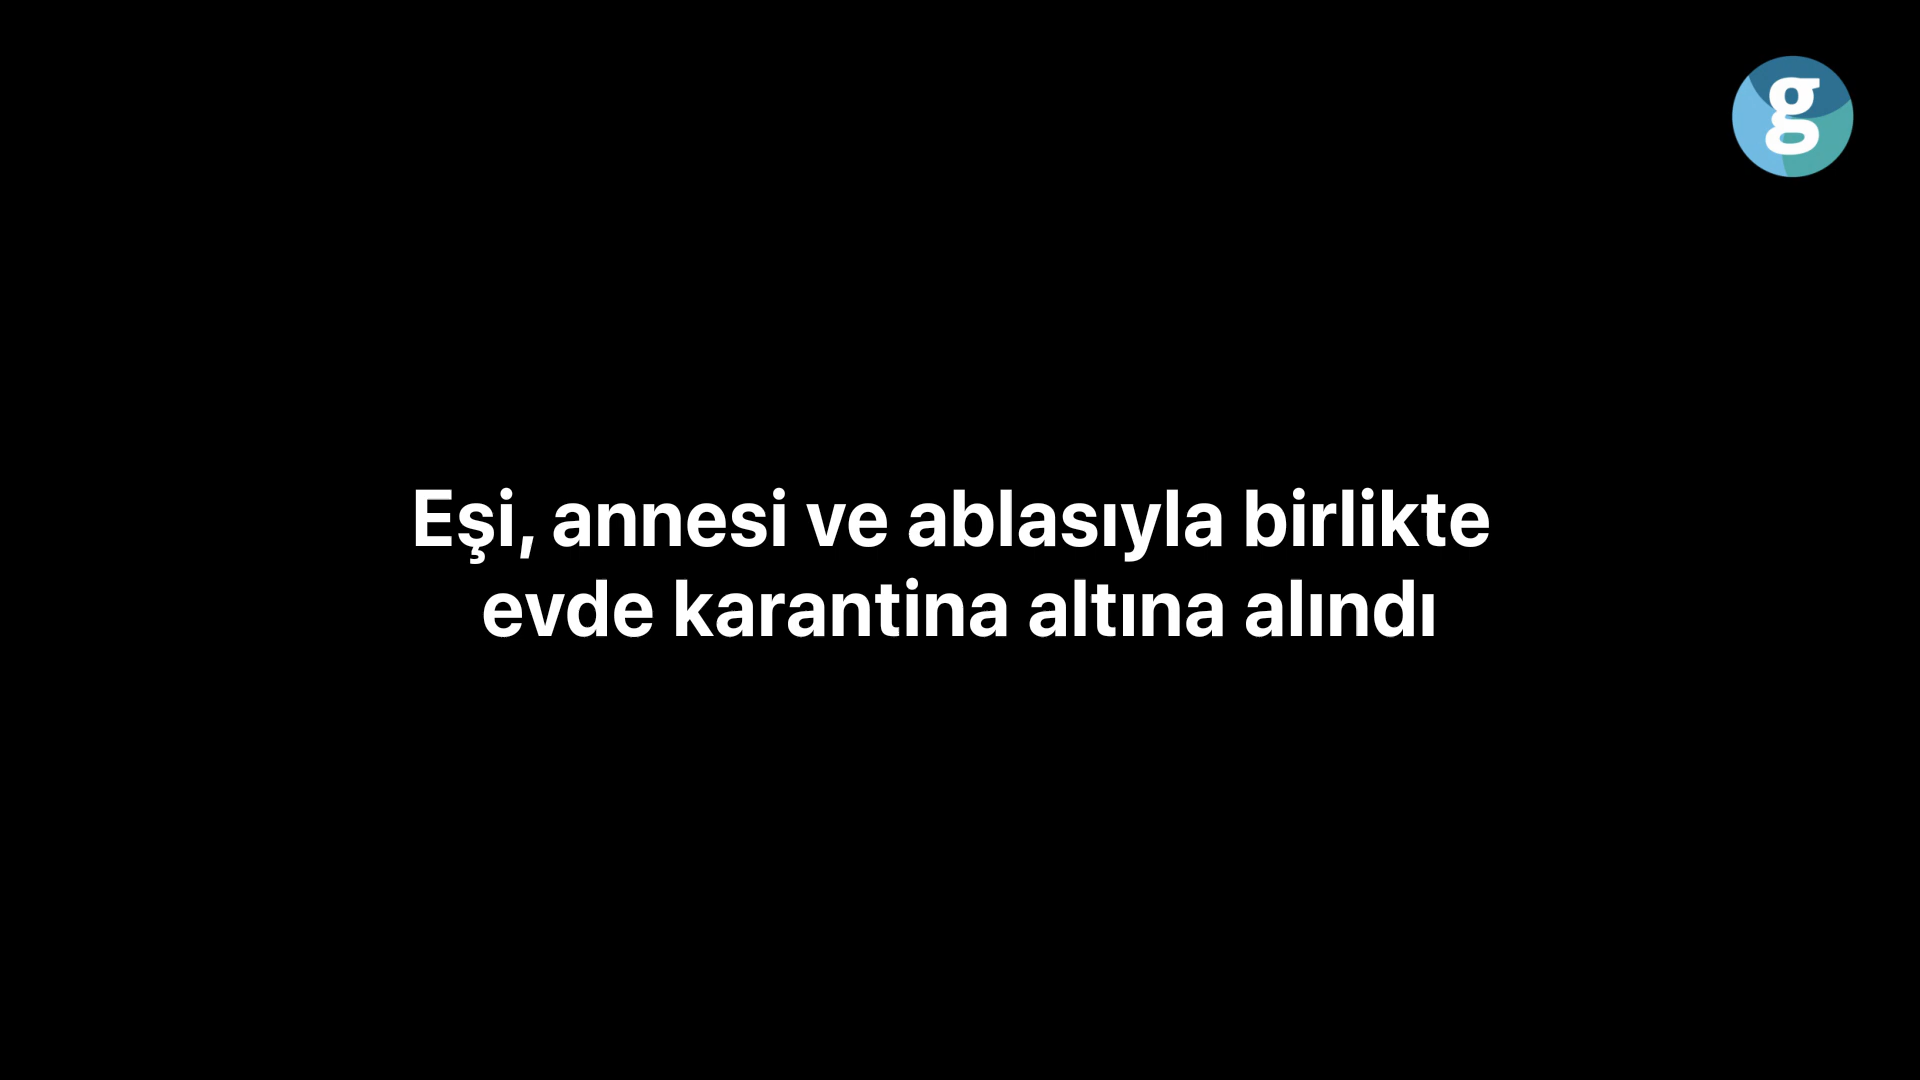 g
Eşi, annesi ve ablasıyla birlikte
evde karantina altına alındı